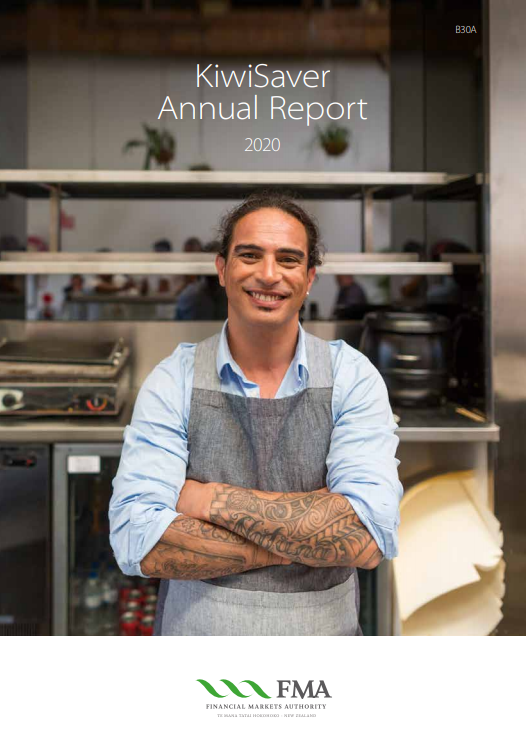 B30A
KiwiSaver
Annual Report
2020
FMA
FINANCIAL MARKETS AUTHORITY
TE MANA TATAI HOKOHOKO - NEW ZEALAND